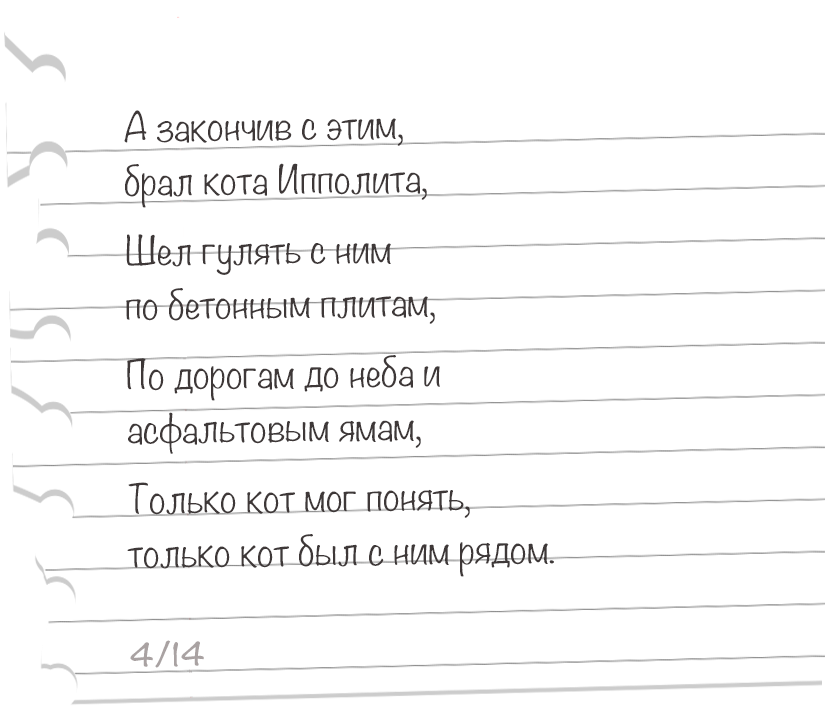 А закончив с этим,
брал кота Ипполита,
Шел гулять с ним
по бетонным плитам,
По дорогам до неба и
асфальтовым ямам,
Только кот мог понять,
только кот был с ним рядом.
4/14